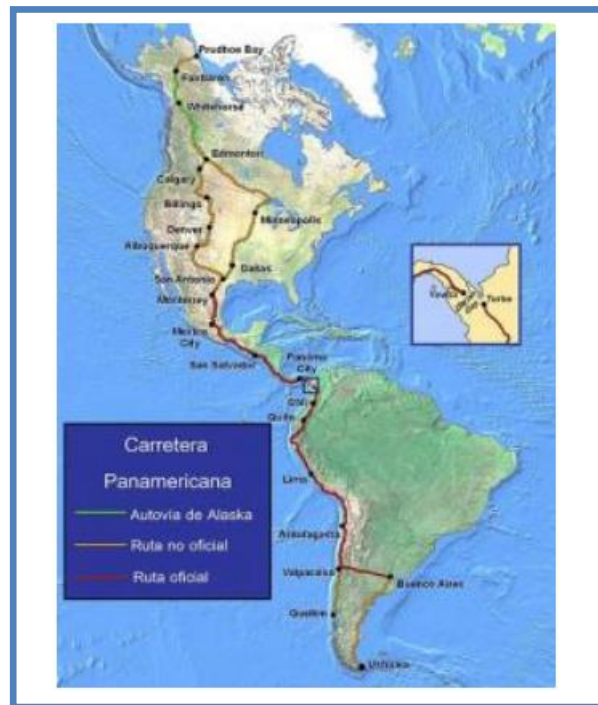 Prudhoe Bay
Fairbanks
Whitehorse
Edmonton
Calgary
Billings
Minneapolis
Denver
Albuquerque
Dallas
San Antonio
Monterrey
Mexico
City
San Salvador
Panama
City
Yaviza
Turbo
Cali
Quito
Lima
Antofagasta
Valparaiso
Buenos Aires
Quellon
Ushuaia
Carretera
Panamericana
Autovia de Alaska
Ruta no oficial
Ruta oficial